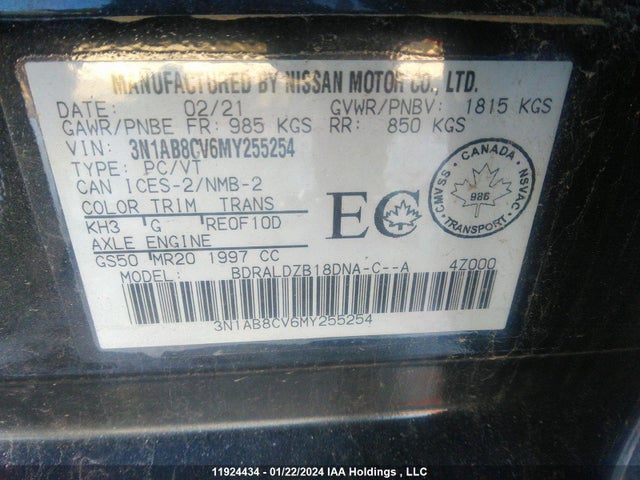 MANUFACTURED BY NISSAN MOTOR CO., LTD.
DATE: 02/21 GVWR/PNBV: 1815 KGS
GAWR/PNBE FR: 985 KGS RR: 850 KGS
VIN: 3N1AB8CV6MY255254
TYPE: PC/VT
CAN ICES-2/NMB-2
COLOR TRIM TRANS
KH3 G RE0F10D
AXLE ENGINE
GS50 MR20 1997 CC
MODEL: BDRALDZB18DNA-C--A 4Z000
3N1AB8CV6MY255254
EC
CMVSS • CANADA • NSVAC
986
TRANSPORT
11924434 - 01/22/2024 IAA Holdings , LLC